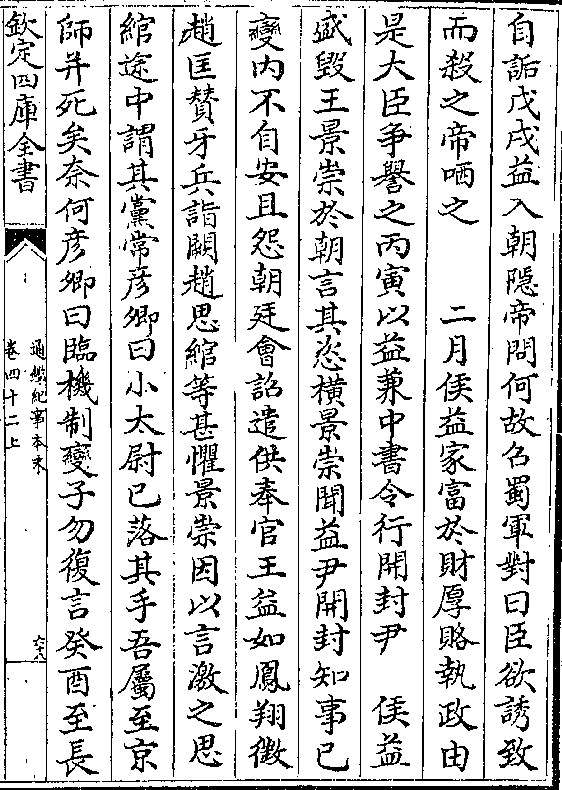 自詬戊戌益入朝隠帝問何故召蜀軍對曰臣欲誘致
而殺之帝哂之　　二月侯益家富於財厚賂執政由
是大臣争譽之丙寅以益兼中書令行開封尹　侯益
盛毀王景崇於朝言其恣横景崇聞益尹開封知事已
變内不自安且怨朝廷會詔遣供奉官王益如鳳翔徵
趙匡賛牙兵詣闕趙思綰等甚懼景崇因以言激之思
綰途中謂其黨常彦卿曰小太尉已落其手吾屬至京
師并死矣奈何彦卿曰臨機制變子勿復言癸酉至長
欽定四庫全書
通鑑紀事本末
卷四十二上
六十八